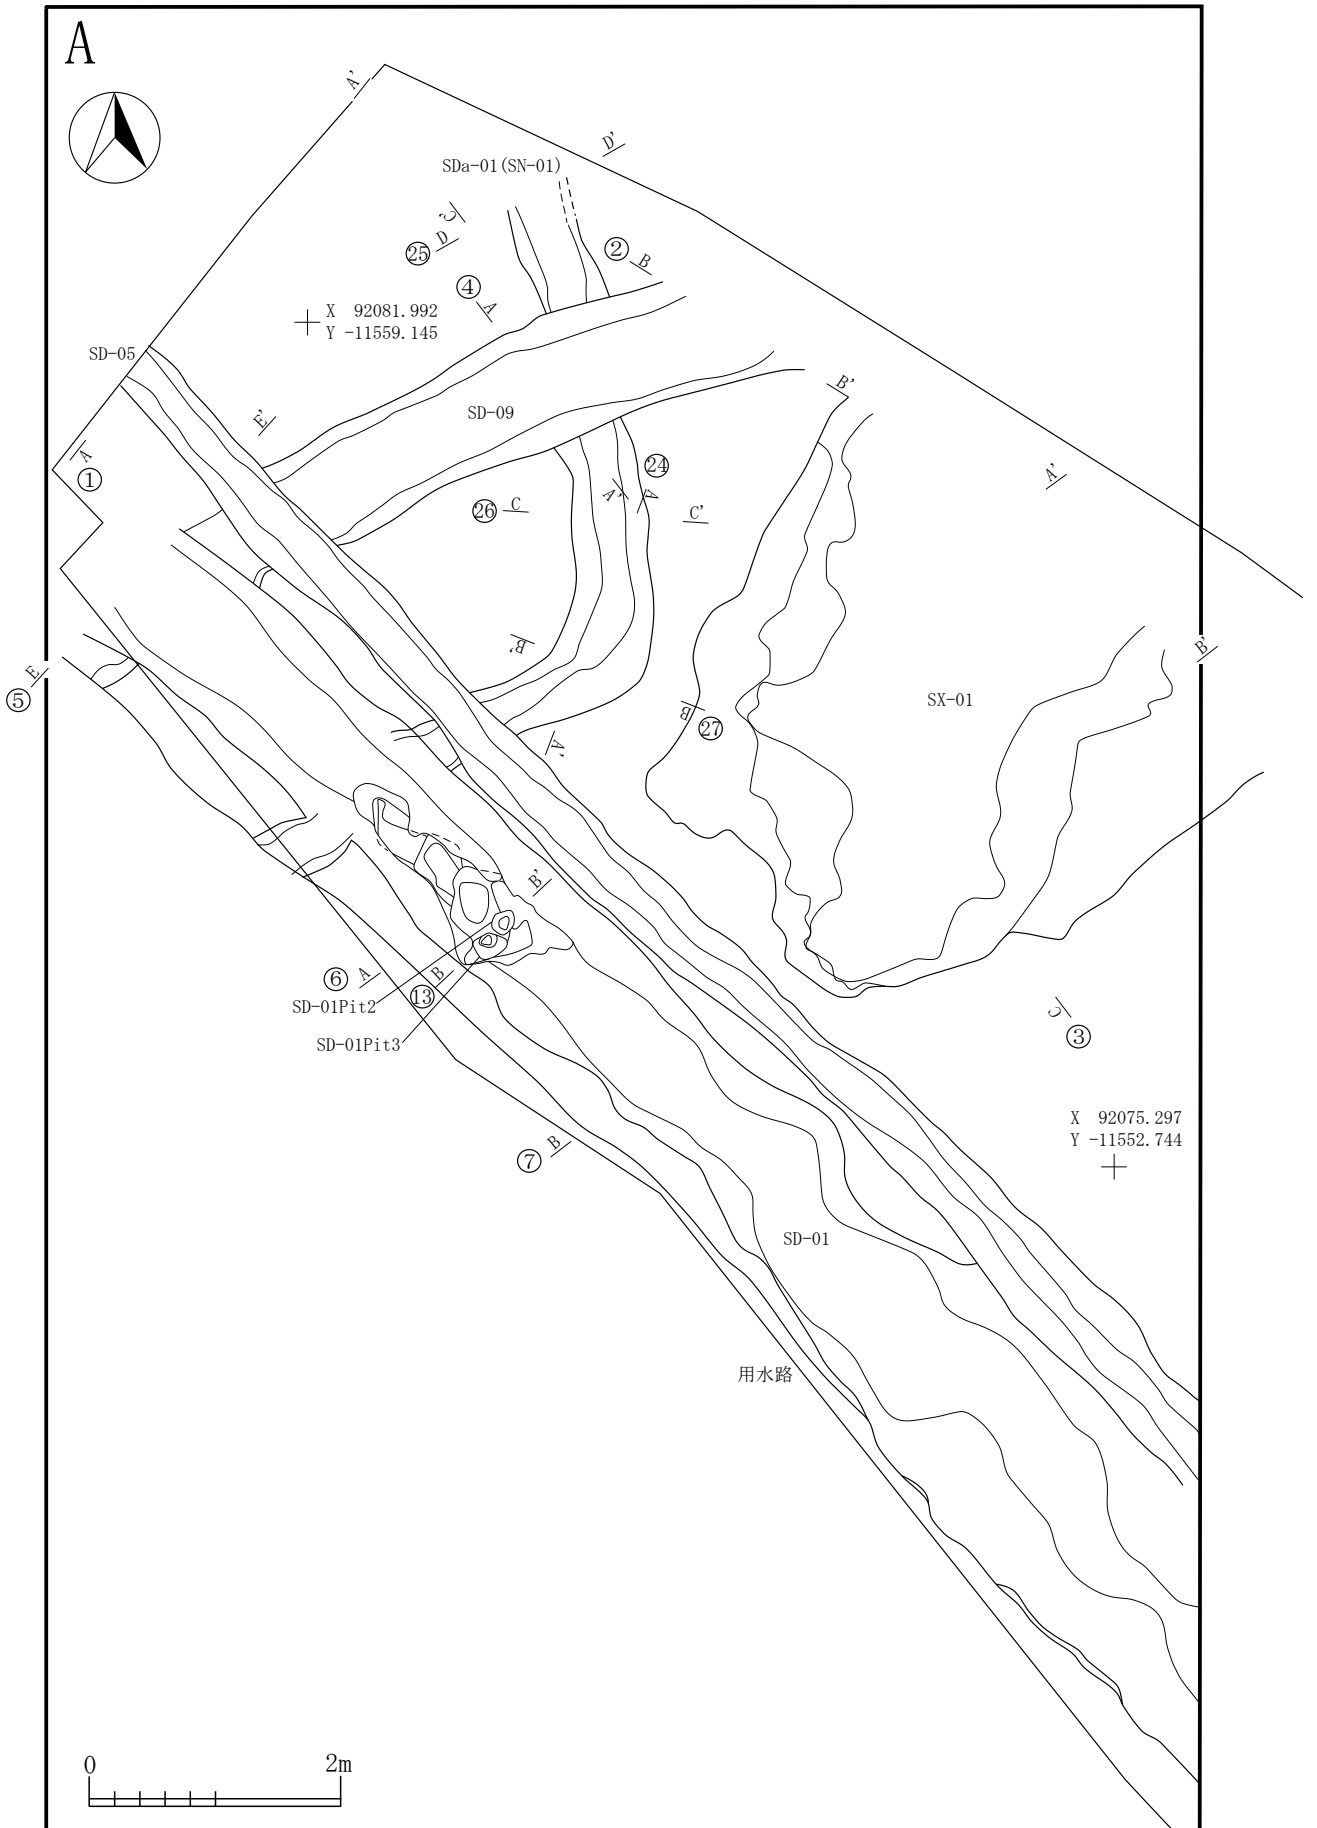 A
A'
D'
SDa-01(SN-01)
C'
D
㉕
②
B
④
A
X 92081.992
Y -11559.145
SD-05
E'
SD-09
B'
A
①
㉔
A'
A
A'
㉖
C
C'
B'
B'
E
⑤
SX-01
B
㉗
A'
B'
⑥
A
B
⑬
SD-01Pit2
SD-01Pit3
C
③
X 92075.297
Y -11552.744
⑦
B
SD-01
用水路
0
2m